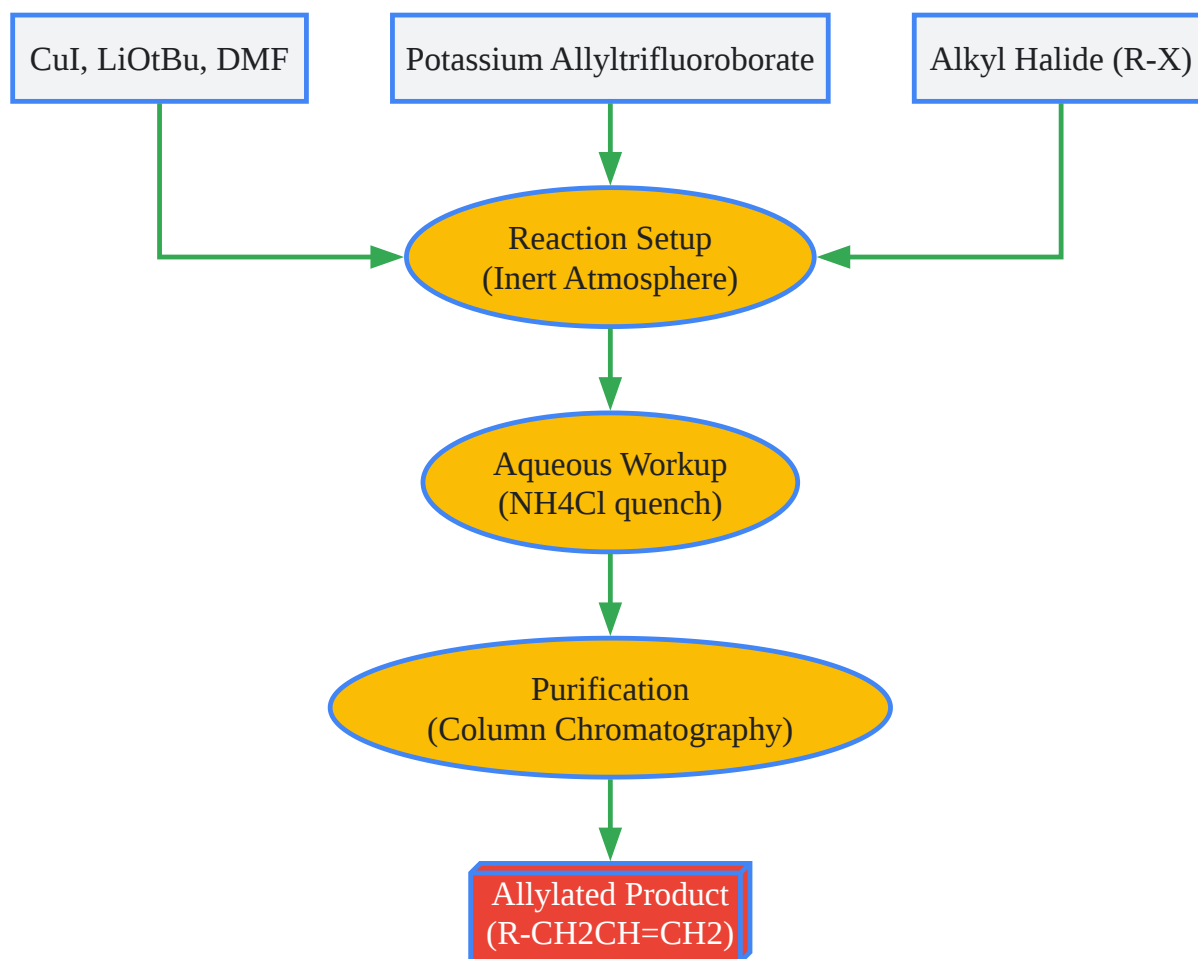 CuI, LiOtBu, DMF
Potassium Allyltrifluoroborate
Alkyl Halide (R-X)
Reaction Setup
(Inert Atmosphere)
Aqueous Workup
(NH4Cl quench)
Purification
(Column Chromatography)
Allylated Product
(R-CH2CH=CH2)